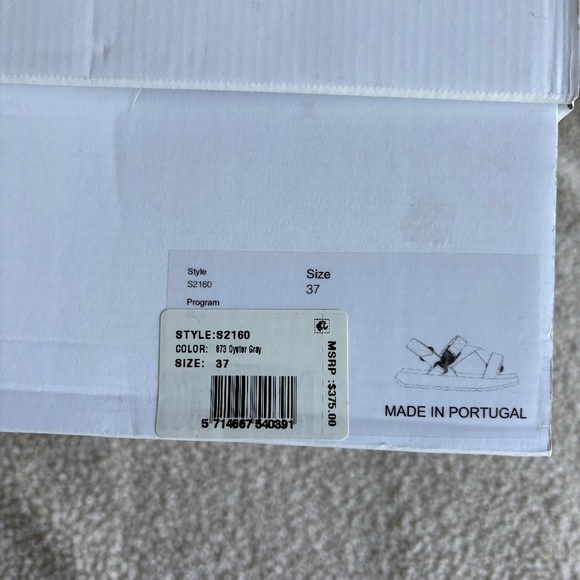 Style
S2160
Size
37
Program
STYLE:S2160
COLOR: 873 Oyster Gray
SIZE: 37
5 714667 540391
MSRP :$375.00
MADE IN PORTUGAL